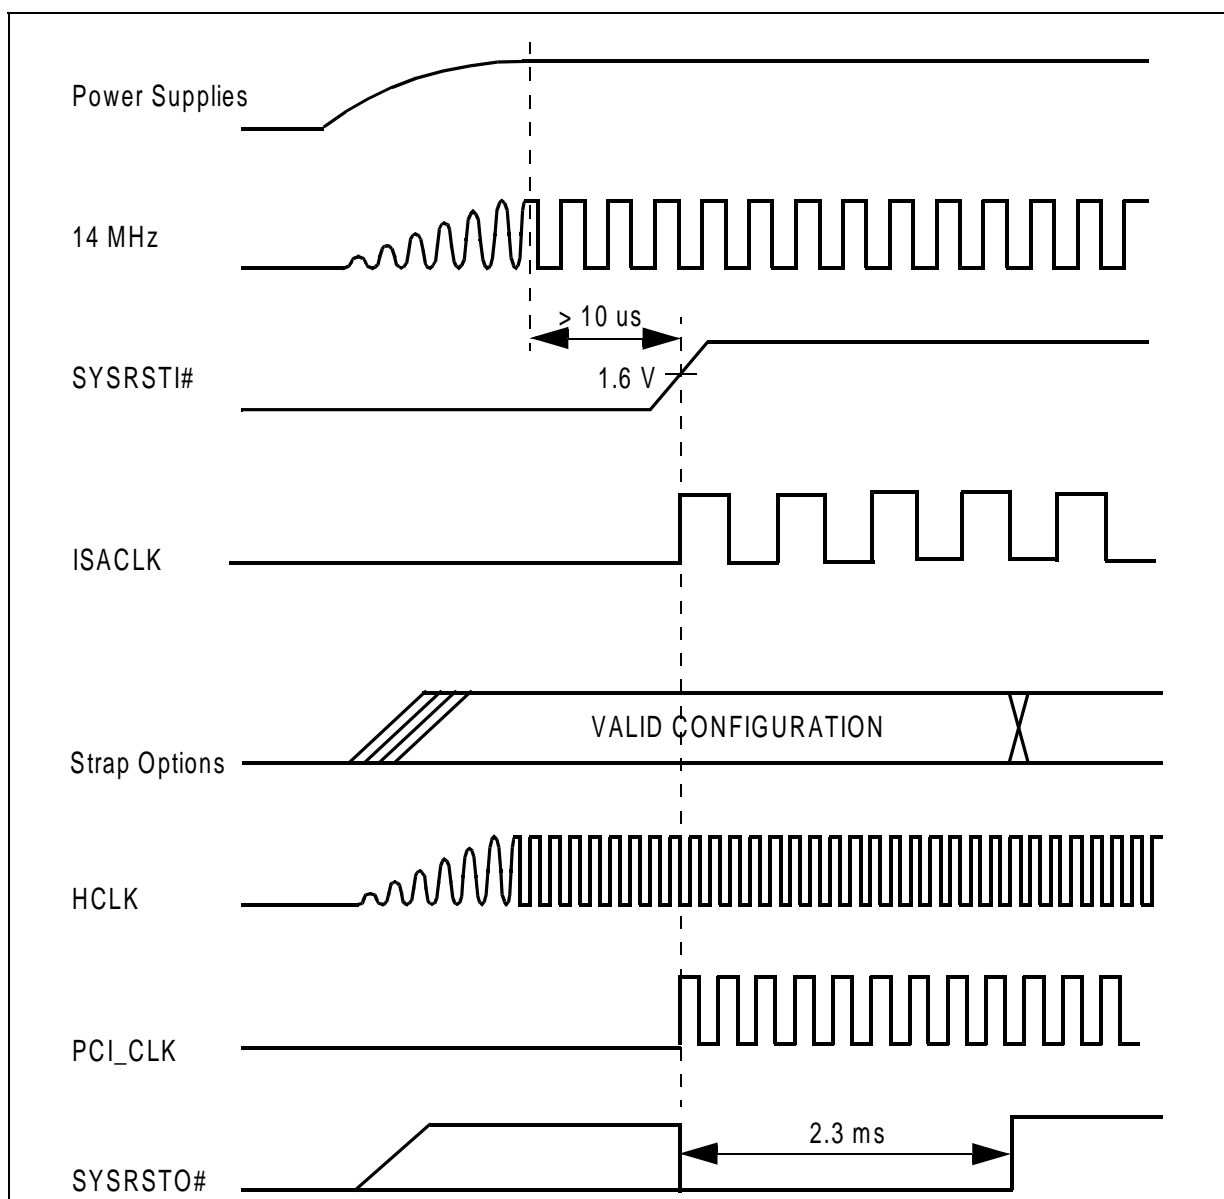 Power Supplies
14 MHz
> 10 us
SYSRSTI#
1.6 V
ISACLK
VALID CONFIGURATION
Strap Options
HCLK
PCI_CLK
2.3 ms
SYSRSTO#